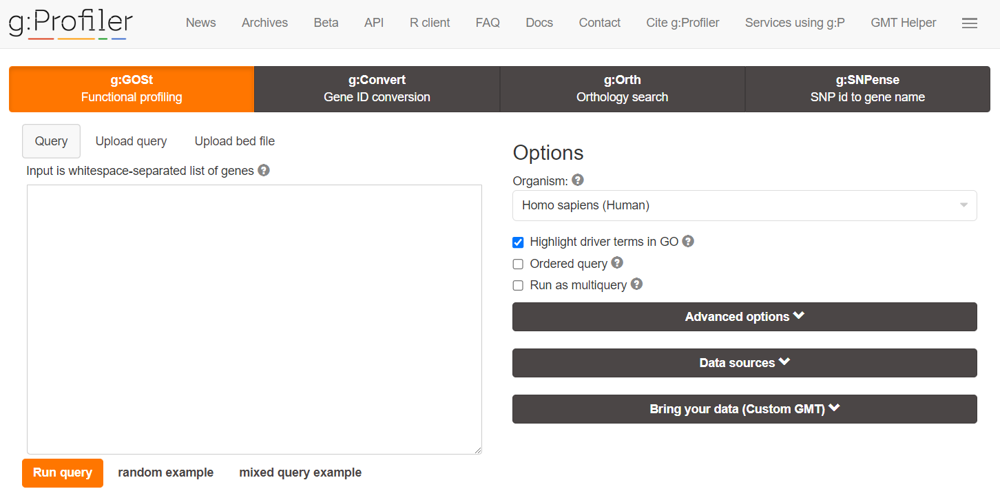 g:Profiler
News Archives Beta API R client FAQ Docs Contact Cite g:Profiler Services using g:P GMT Helper
g:GOSt g:Convert g:Orth g:SNPense
Functional profiling Gene ID conversion Orthology search SNP id to gene name
Query Upload query Upload bed file
Input is whitespace-separated list of genes ?
Options
Organism: ?
Homo sapiens (Human)
Highlight driver terms in GO ?
Ordered query ?
Run as multiquery ?
Advanced options
Data sources
Bring your data (Custom GMT)
Run query random example mixed query example